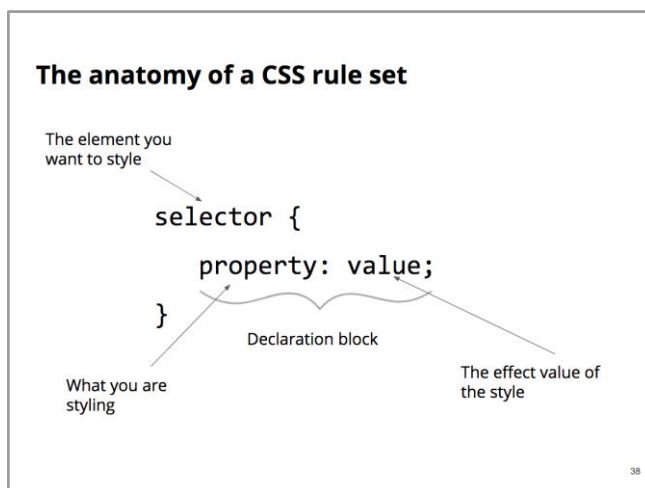 The anatomy of a CSS rule set
The element you
want to style
selector {
property: value;
}
Declaration block
What you are
styling
The effect value of
the style
38